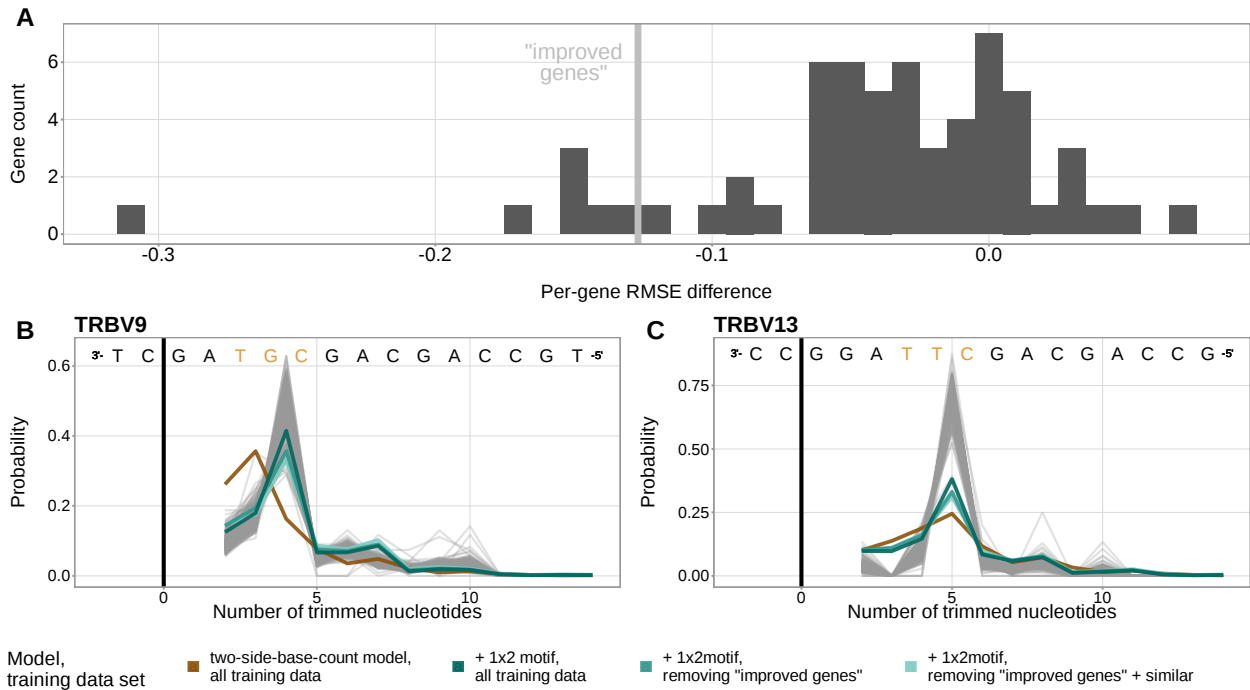 A
Gene count
6
4
2
0
"improved
genes"
-0.3
-0.2
-0.1
0.0
Per-gene RMSE difference
B
TRBV9
3'- T C G A T G C G A C G A C C G T -5'
Probability
0.6
0.4
0.2
0.0
0
5
10
Number of trimmed nucleotides
C
TRBV13
3'- C C G G A T T C G A C G A C C G -5'
Probability
0.75
0.50
0.25
0.00
0
5
10
Number of trimmed nucleotides
Model,
training data set
two-side-base-count model,
all training data
+ 1x2 motif,
all training data
+ 1x2motif,
removing "improved genes"
+ 1x2motif,
removing "improved genes" + similar